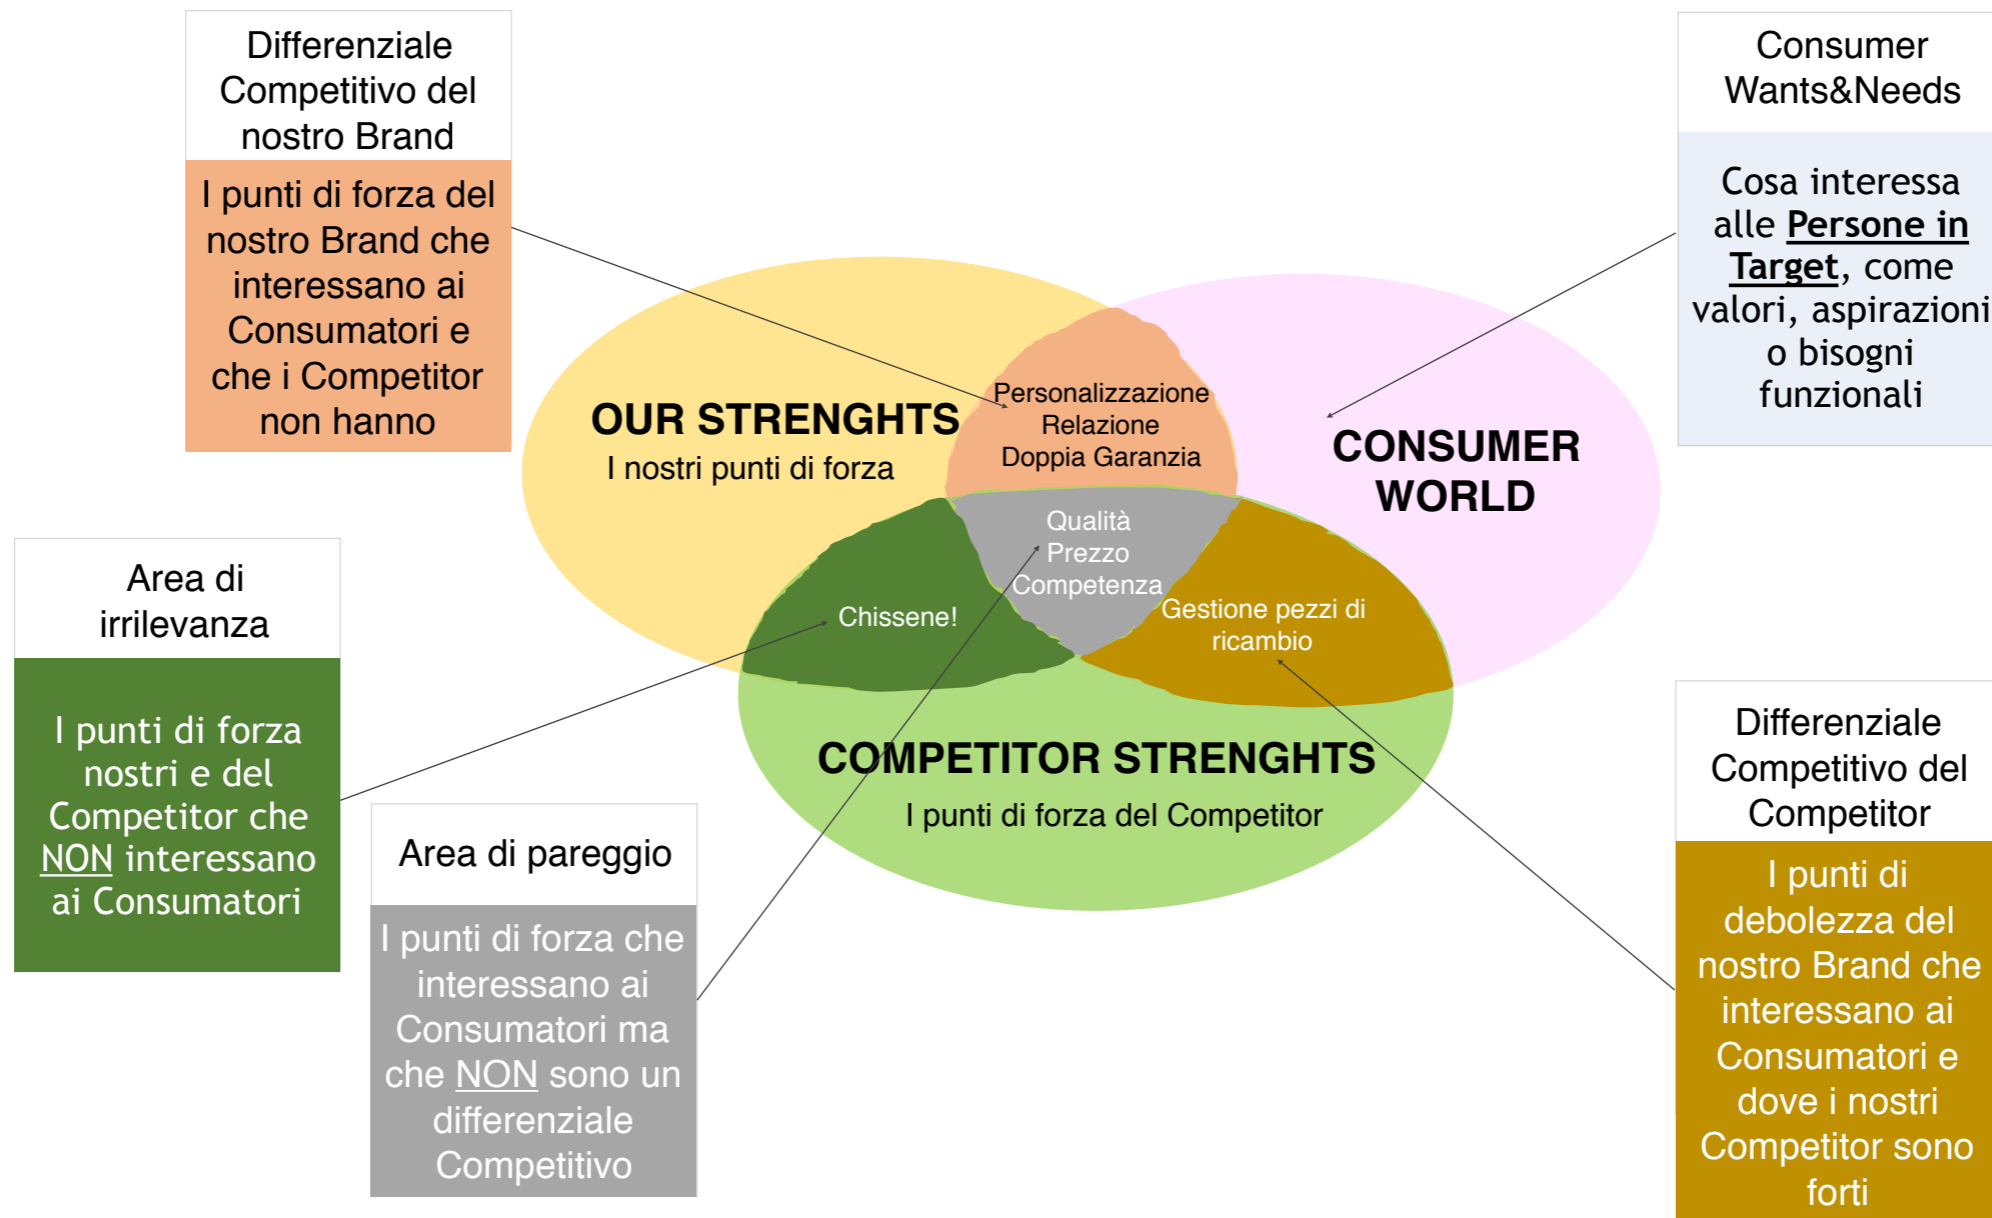 Differenziale
Competitivo del
nostro Brand
I punti di forza del
nostro Brand che
interessano ai
Consumatori e
che i Competitor
non hanno
Consumer
Wants&Needs
Cosa interessa
alle Persone in
Target, come
valori, aspirazioni
o bisogni
funzionali
OUR STRENGHTS
I nostri punti di forza
Personalizzazione
Relazione
Doppia Garanzia
CONSUMER
WORLD
Qualità
Prezzo
Competenza
Chissene!
Gestione pezzi di
ricambio
COMPETITOR STRENGHTS
I punti di forza del Competitor
Area di
irrilevanza
I punti di forza
nostri e del
Competitor che
NON interessano
ai Consumatori
Area di pareggio
I punti di forza che
interessano ai
Consumatori ma
che NON sono un
differenziale
Competitivo
Differenziale
Competitivo del
Competitor
I punti di
debolezza del
nostro Brand che
interessano ai
Consumatori e
dove i nostri
Competitor sono
forti